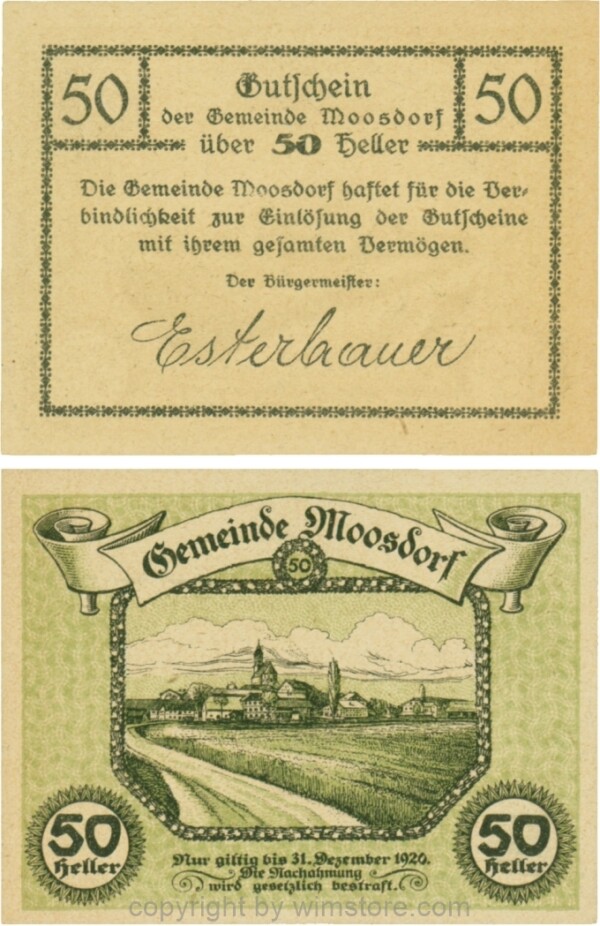 50
Gutschein
50
der Gemeinde Moosdorf
über 50 Heller
Die Gemeinde Moosdorf haftet für die Ver-
bindlichkeit zur Einlösung der Gutscheine
mit ihrem gesamten Vermögen.
Der Bürgermeister:
Esterbauer
Gemeinde Moosdorf
50
50
Heller
50
Heller
Nur giltig bis 31. Dezember 1920.
Die Nachahmung
wird gesetzlich bestraft.
copyright by wimstore.com